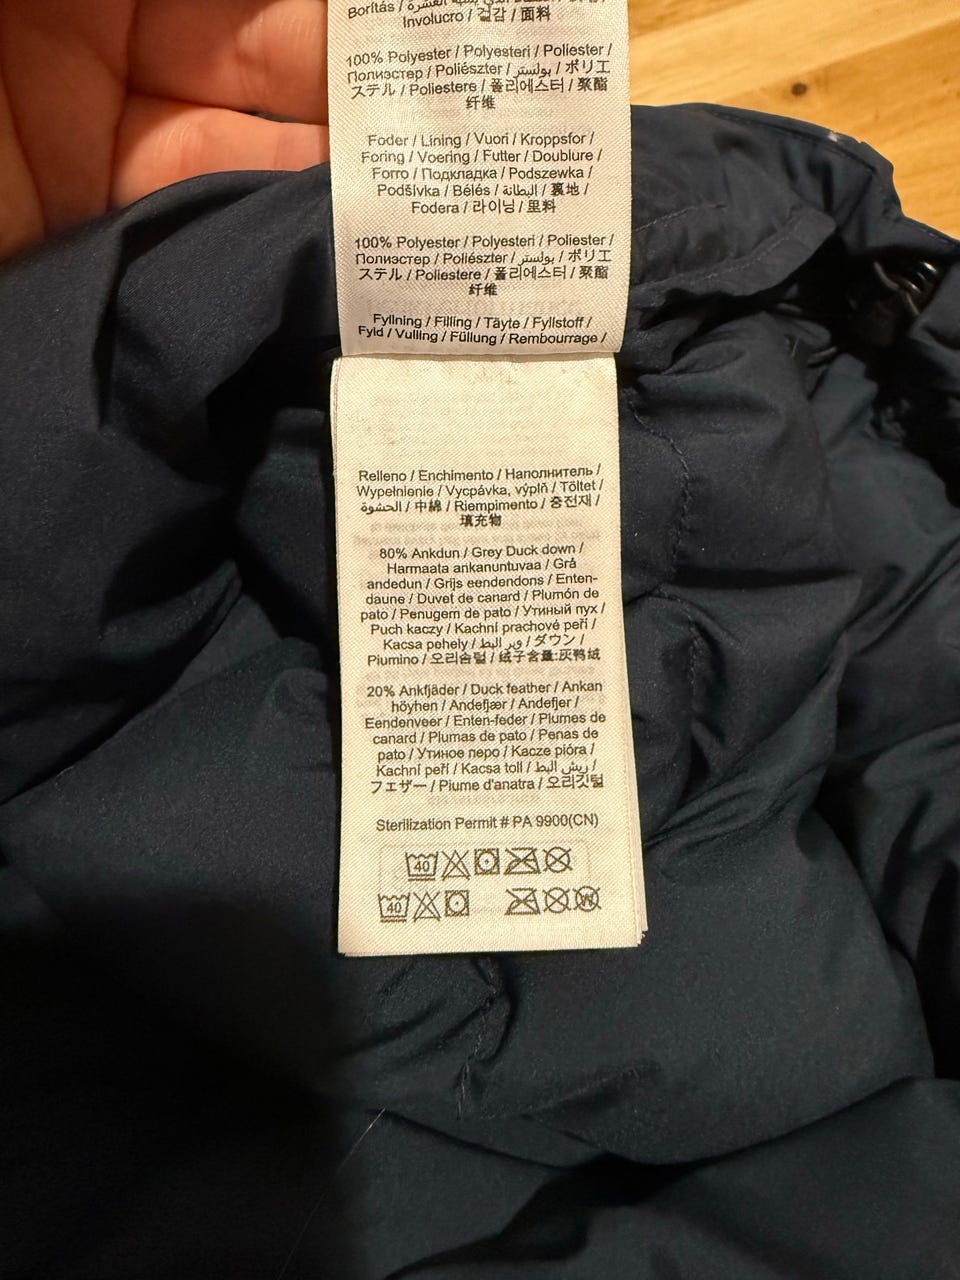 Borítás /
Involucro / 겉감 / 面料
100% Polyester / Polyesteri / Poliester /
Полиэстер / Poliészter / بوليستر / ポリエ
ステル / Poliestere / 폴리에스터 / 聚酯
纤维
Foder / Lining / Vuori / Kroppsfor /
Foring / Voering / Futter / Doublure /
Forro / Подкладка / Podszewka /
Podšívka / Bélés / البطانة / 裏地 /
Fodera / 라이닝 / 里料
100% Polyester / Polyesteri / Poliester /
Полиэстер / Poliészter / بوليستر / ポリエ
ステル / Poliestere / 폴리에스터 / 聚酯
纤维
Fyllning / Filling / Täyte / Fyllstoff /
Fyld / Vulling / Füllung / Rembourrage /
Relleno / Enchimento / Наполнитель /
Wypełnienie / Vycpávka, výplň / Töltet /
الحشوة / 中綿 / Riempimento / 충전재 /
填充物
80% Ankdun / Grey Duck down /
Harmaata ankanuntuvaa / Grå
andedun / Grijs eendendons / Enten-
daune / Duvet de canard / Plumón de
pato / Penugem de pato / Утиный пух /
Puch kaczy / Kachní prachové peří /
Kacsa pehely / وبر البط / ダウン /
Piumino / 오리솜털 / 绒子含量:灰鸭绒
20% Ankfjäder / Duck feather / Ankan
höyhen / Andefjær / Andefjer /
Eendenveer / Enten-feder / Plumes de
canard / Plumas de pato / Penas de
pato / Утиное перо / Kacze pióra /
Kachní peří / Kacsa toll / ريش البط /
フェザー / Piume d'anatra / 오리깃털
Sterilization Permit # PA 9900(CN)
40
40 W